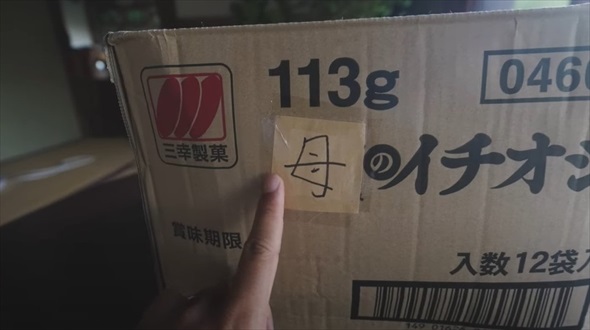 113g
046
三幸製菓
母のイチオシ
賞味期限
入数12袋入